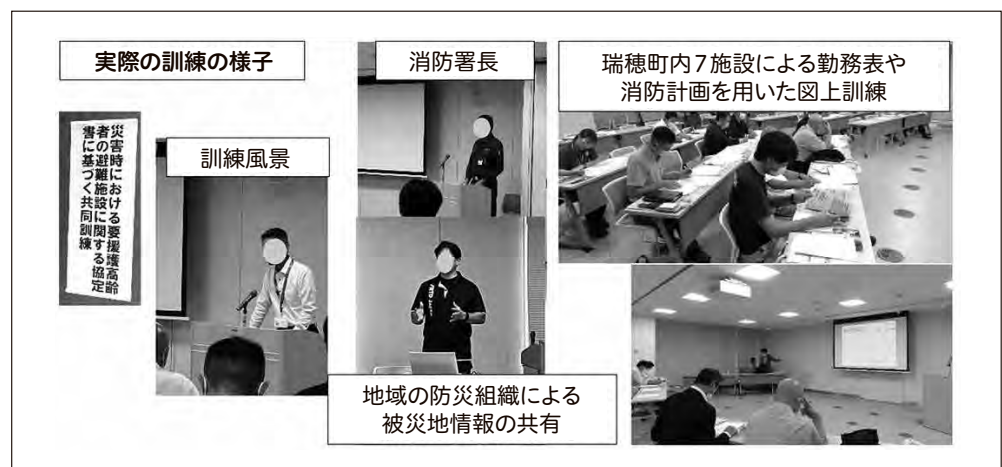 実際の訓練の様子
災害時における要援護高齢
者の避難施設に関する協定
書に基づく共同訓練
訓練風景
消防署長
地域の防災組織による
被災地情報の共有
瑞穂町内7施設による勤務表や
消防計画を用いた図上訓練